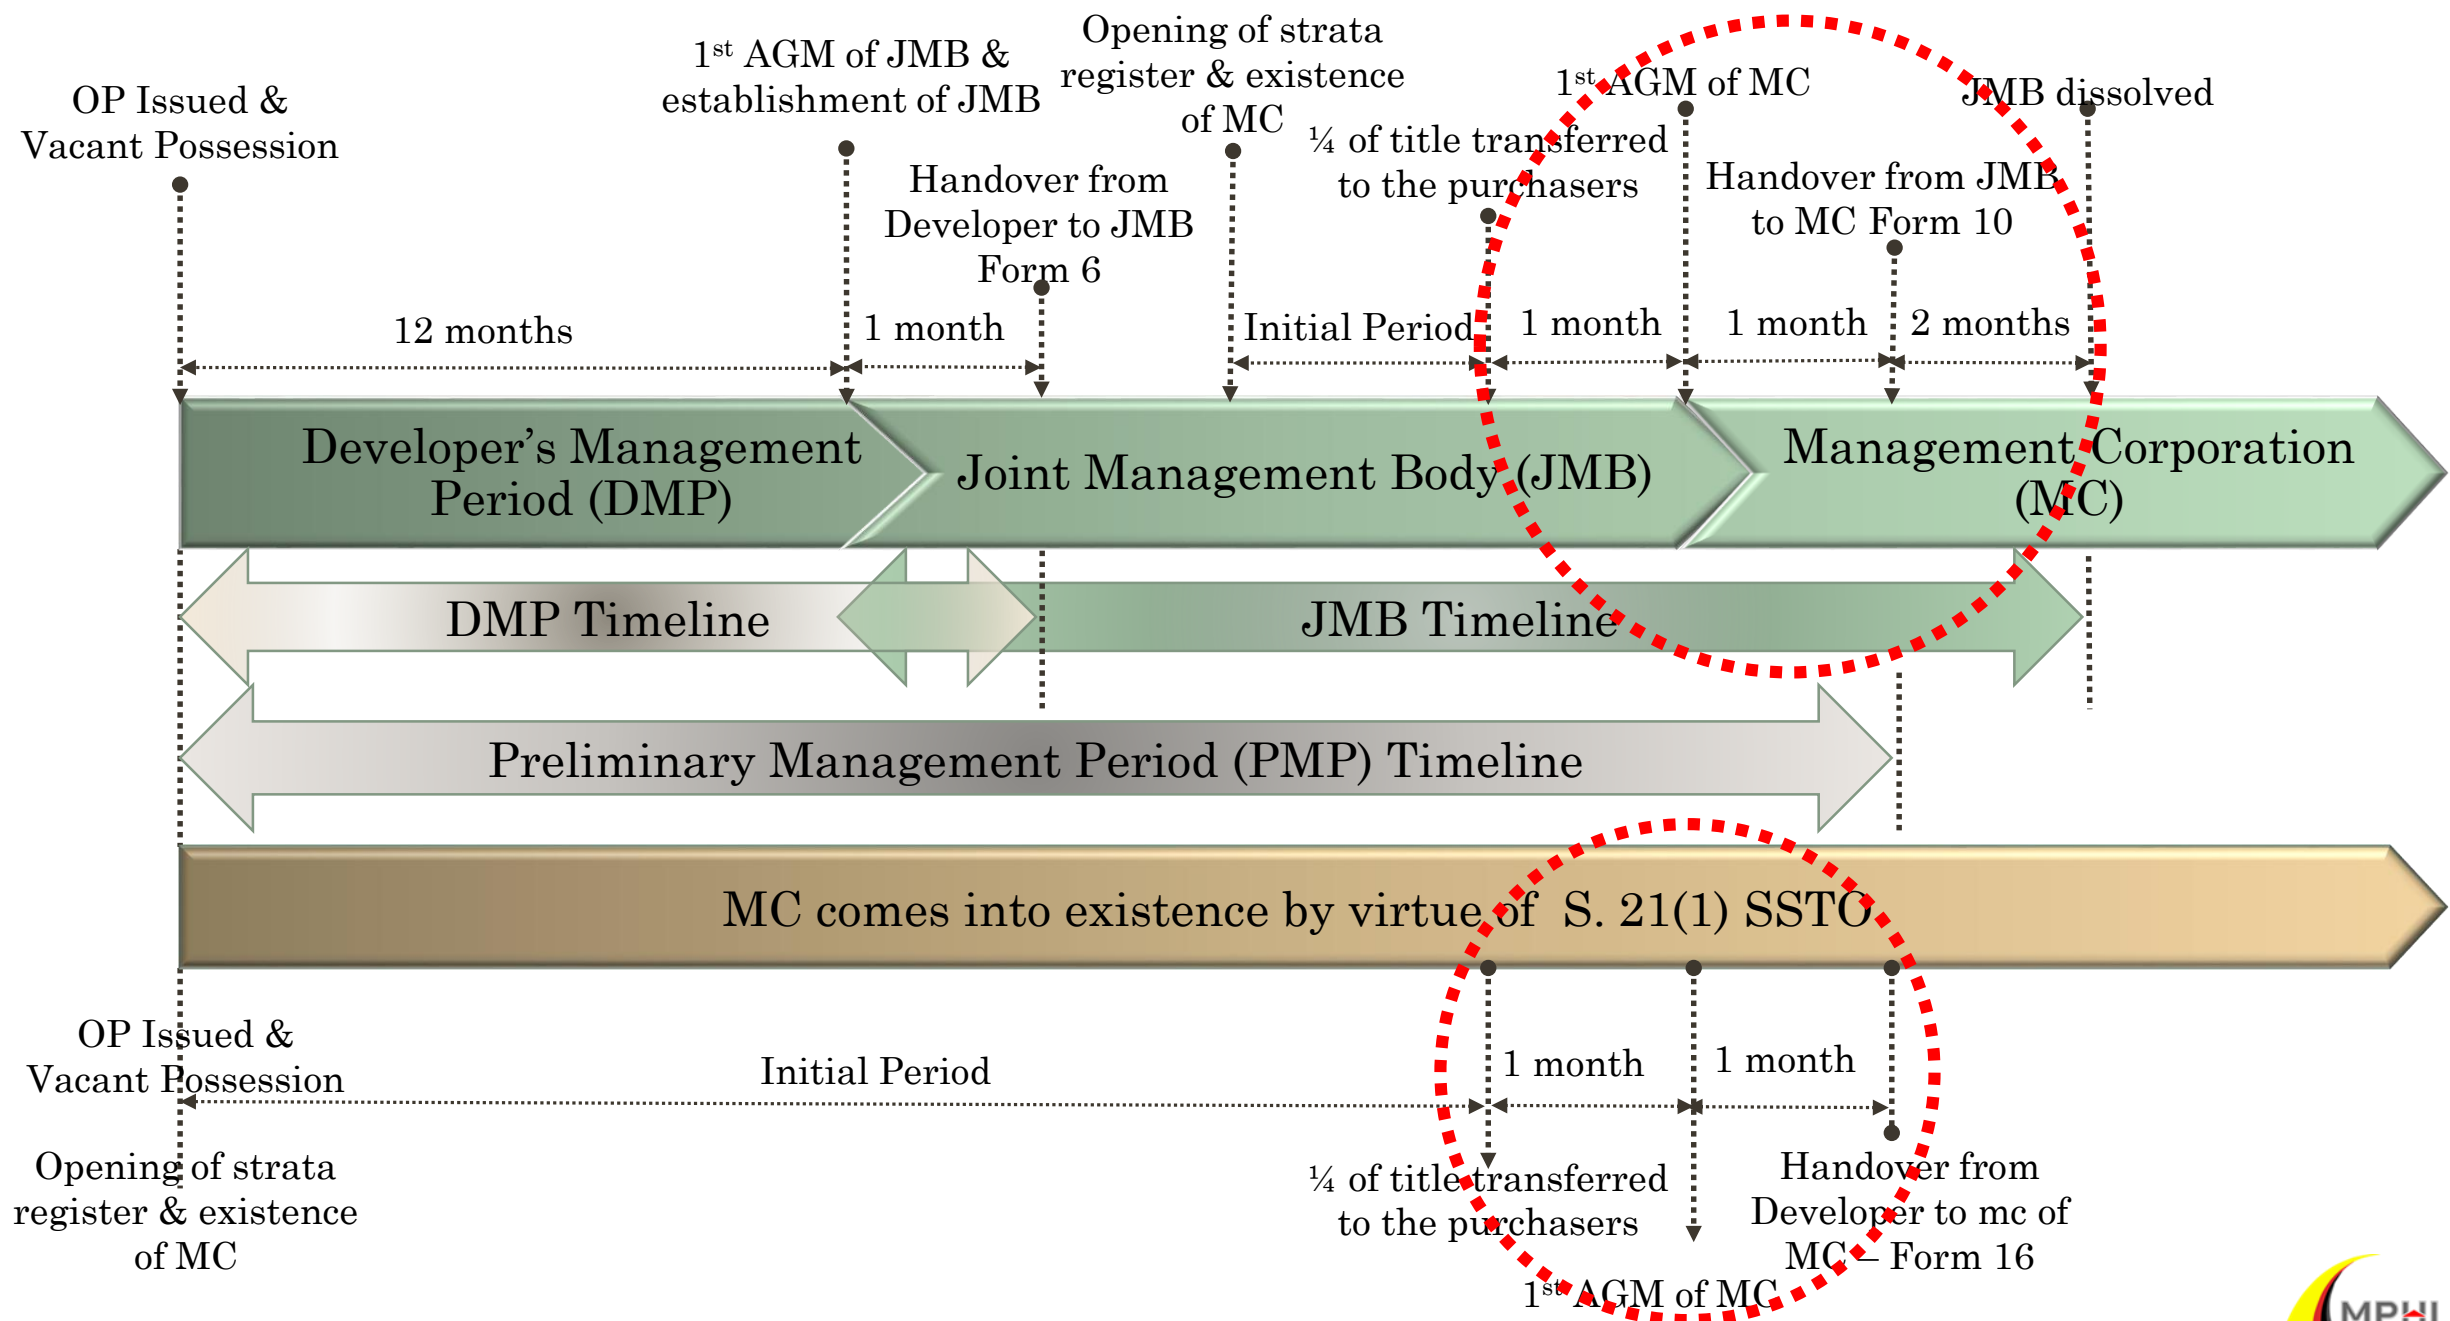 OP Issued &
Vacant Possession
1st AGM of JMB &
establishment of JMB
Handover from
Developer to JMB
Form 6
Opening of strata
register & existence
of MC
¼ of title transferred
to the purchasers
1st AGM of MC
Handover from JMB
to MC Form 10
JMB dissolved
12 months
1 month
Initial Period
1 month
1 month
2 months
Developer’s Management
Period (DMP)
Joint Management Body (JMB)
Management Corporation
(MC)
DMP Timeline
JMB Timeline
Preliminary Management Period (PMP) Timeline
MC comes into existence by virtue of S. 21(1) SSTO
OP Issued &
Vacant Possession
Initial Period
1 month
1 month
Opening of strata
register & existence
of MC
¼ of title transferred
to the purchasers
1st AGM of MC
Handover from
Developer to mc of
MC – Form 16
MPHI